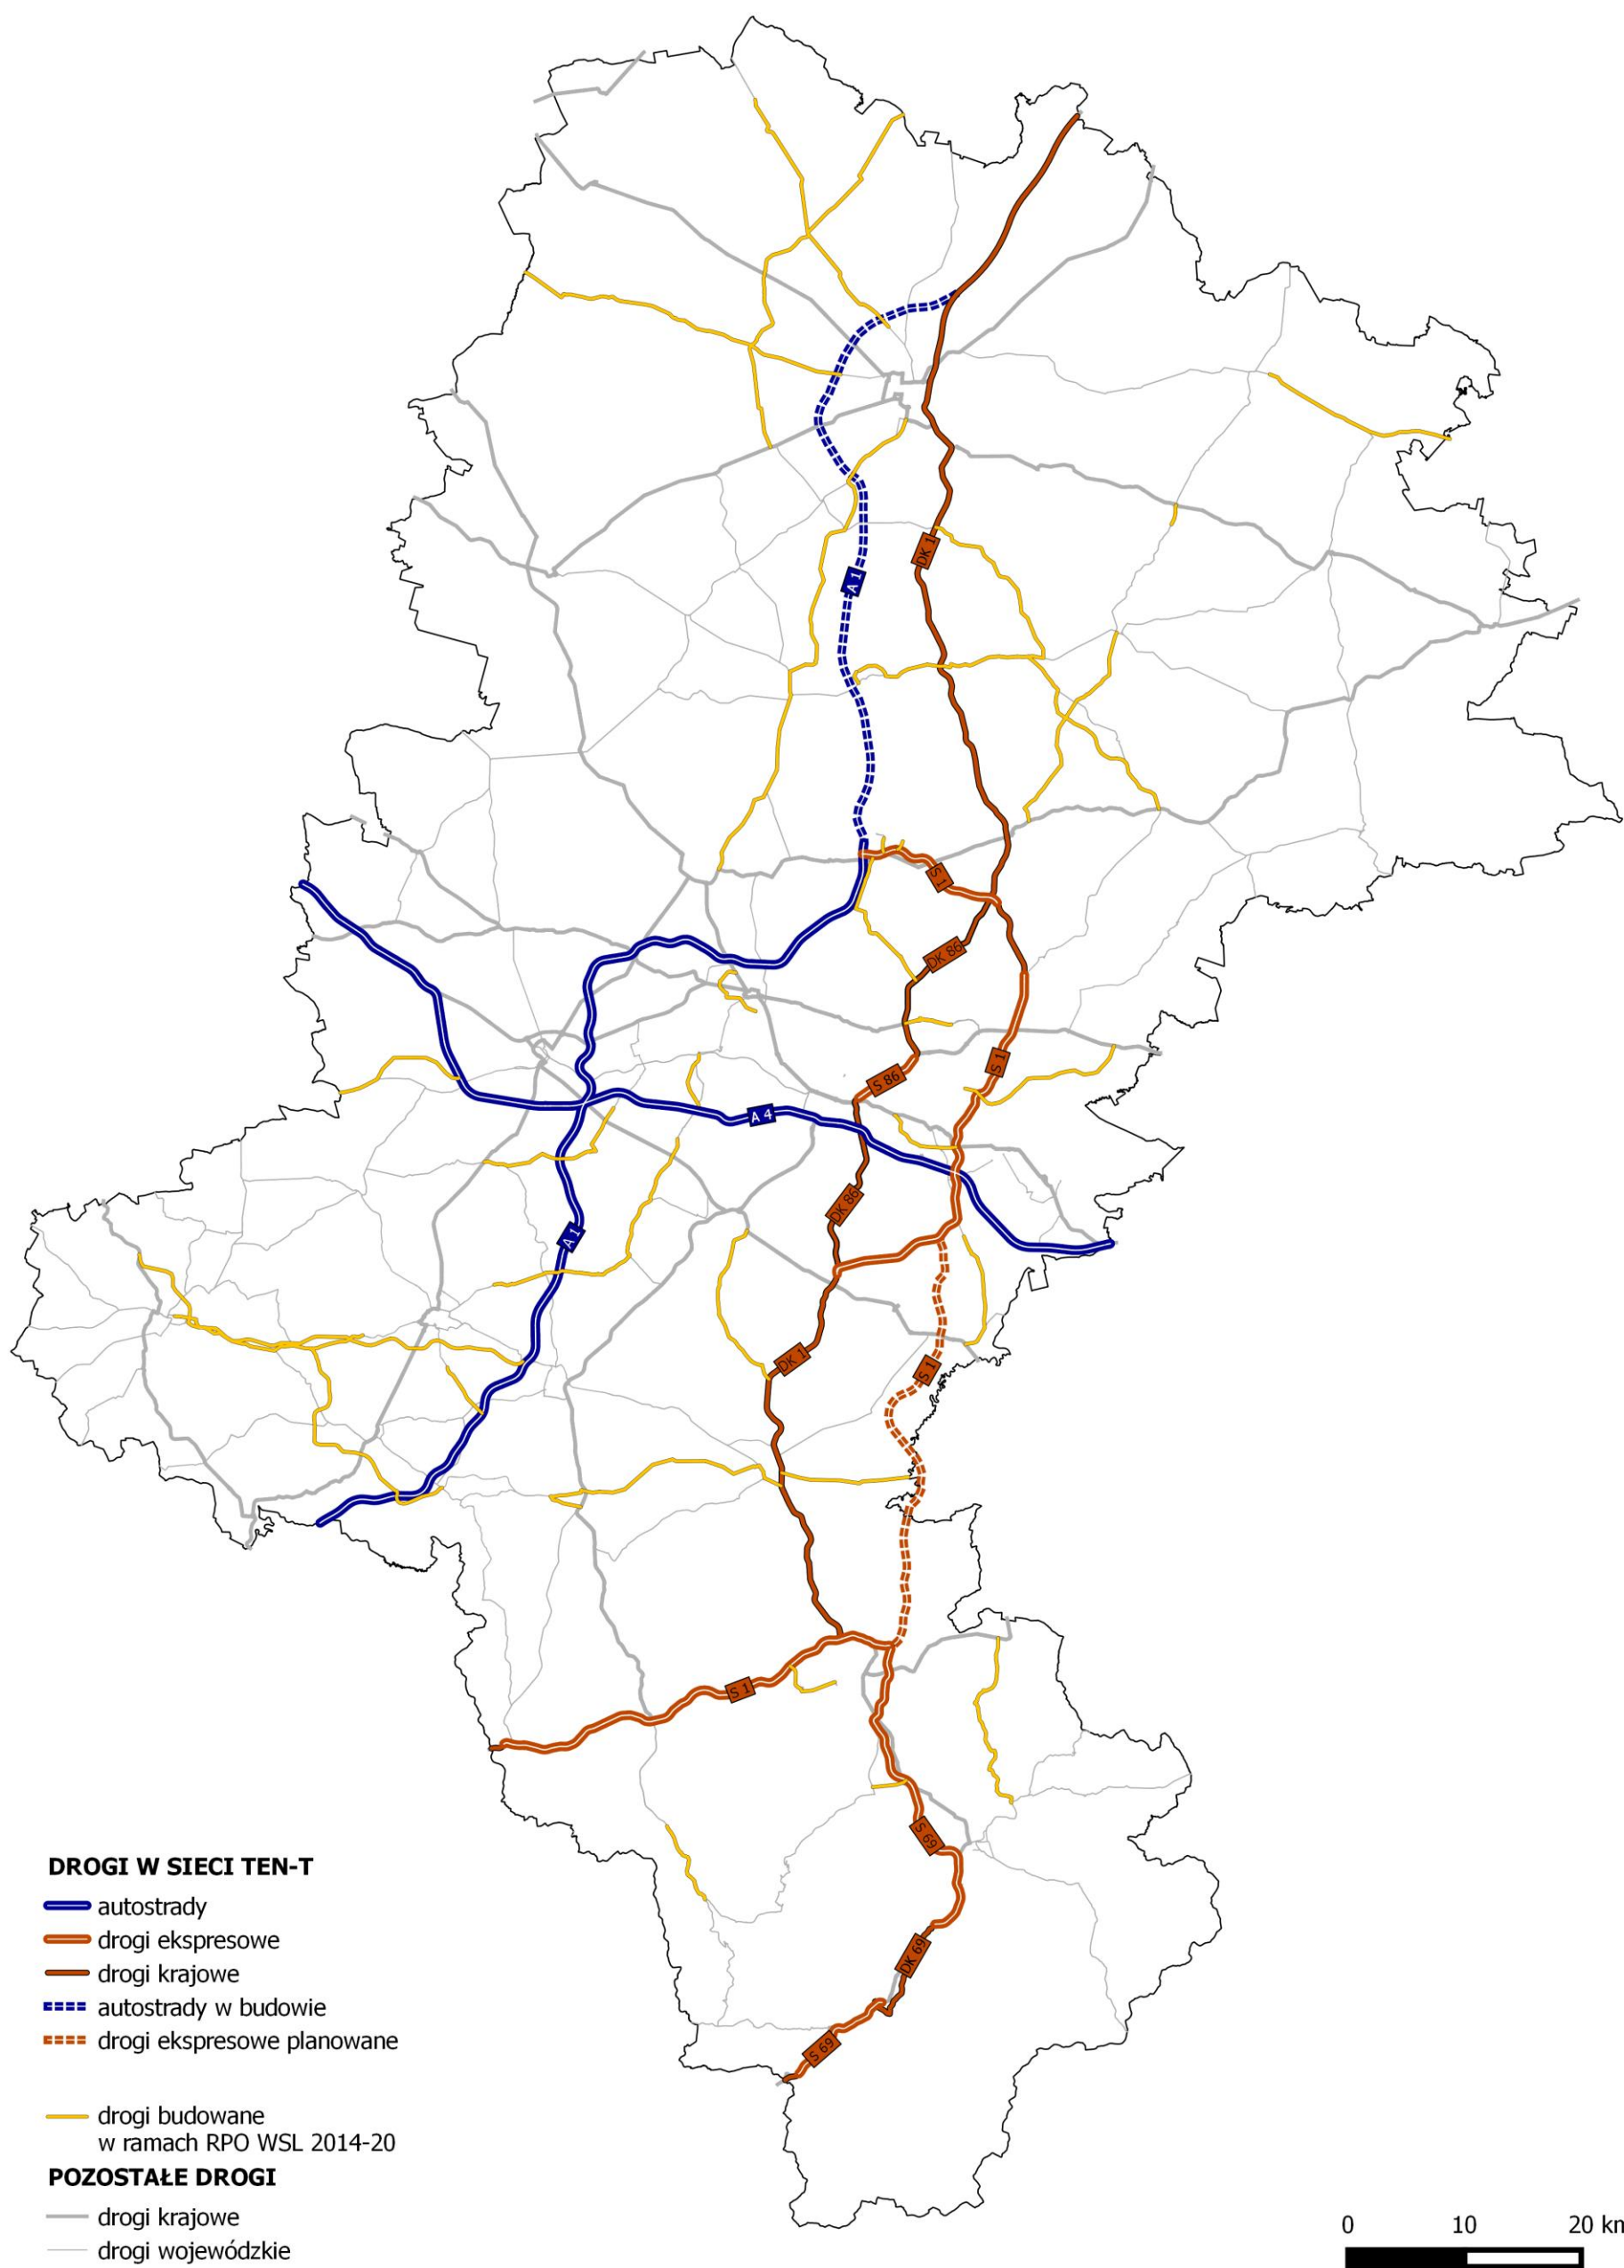 DK 1
A 1
S 1
DK 86
S 1
S 86
A 4
DK 86
A 1
DK 1
S 1
S 1
S 69
DK 69
S 69
DROGI W SIECI TEN-T
autostrady
drogi ekspresowe
drogi krajowe
autostrady w budowie
drogi ekspresowe planowane
drogi budowane
w ramach RPO WSL 2014-20
POZOSTAŁE DROGI
drogi krajowe
drogi wojewódzkie
0 10 20 km